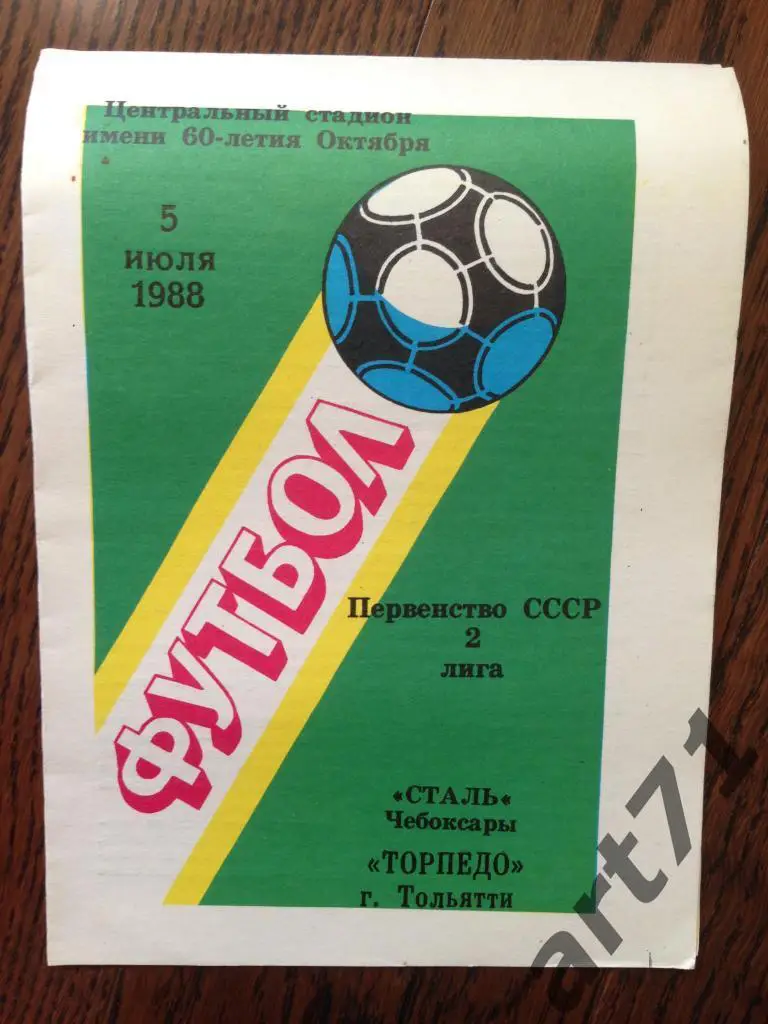 Центральный стадион
имени 60-летия Октября
5
июля
1988
ФУТБОЛ
Первенство СССР
2
лига
«СТАЛЬ«
Чебоксары
«ТОРПЕДО»
г. Тольятти
art71